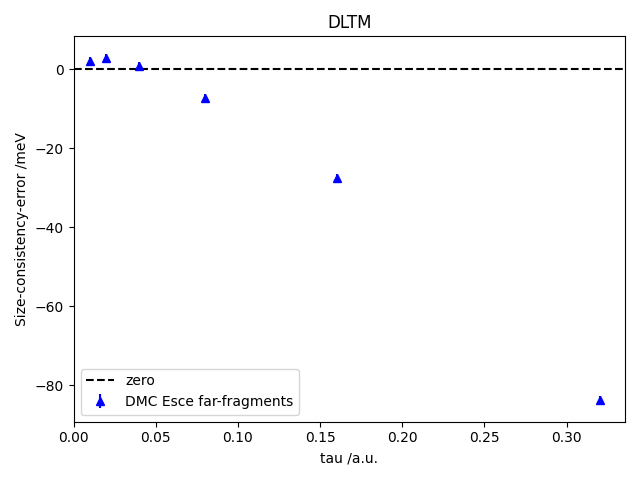 DLTM
Size-consistency-error /meV
0
−20
−40
−60
−80
zero
DMC Esce far-fragments
0.00 0.05 0.10 0.15 0.20 0.25 0.30
tau /a.u.